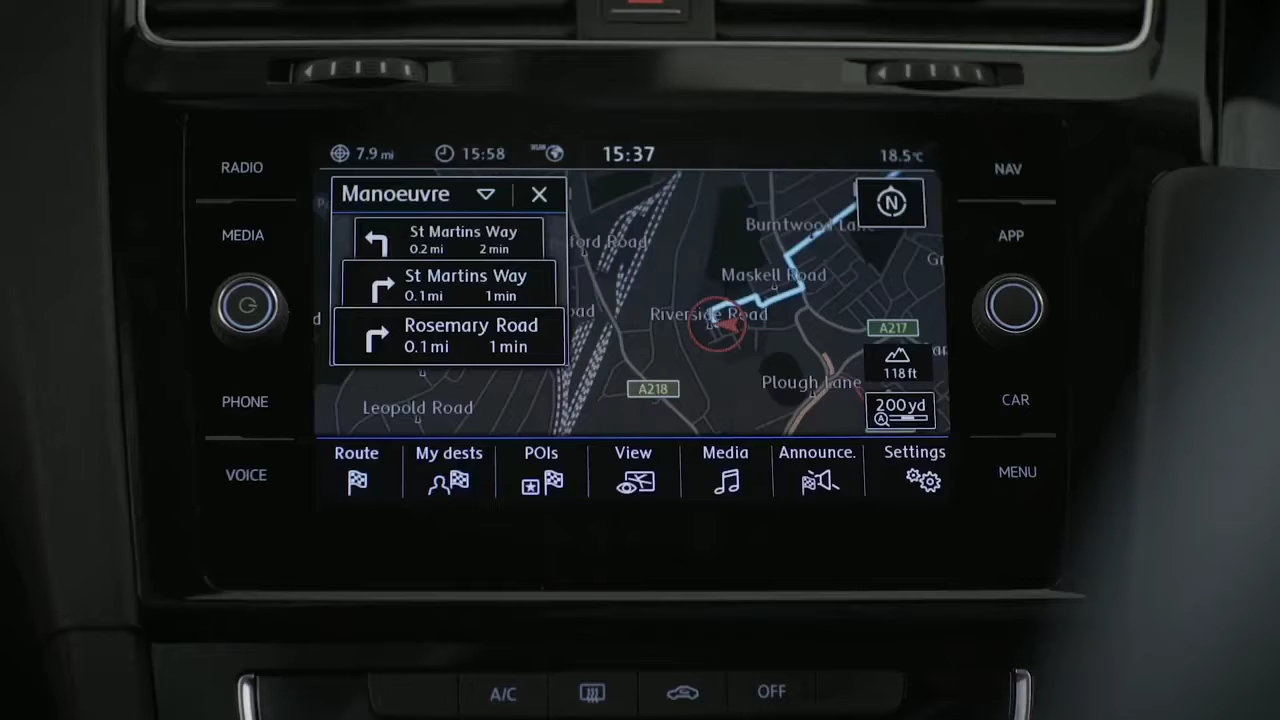 7.9 mi
15:58
15:37
18.5°C
RADIO
MEDIA
PHONE
VOICE
Manoeuvre
St Martins Way
0.2 mi 2 min
St Martins Way
0.1 mi 1 min
Rosemary Road
0.1 mi 1 min
ford Road
Burntwood Lane
Maskell Road
Riverside Road
Plough Lane
Leopold Road
A218
A217
N
118 ft
200 yd
A
Route
My dests
POIs
View
Media
Announce.
Settings
NAV
APP
CAR
MENU
A/C
OFF